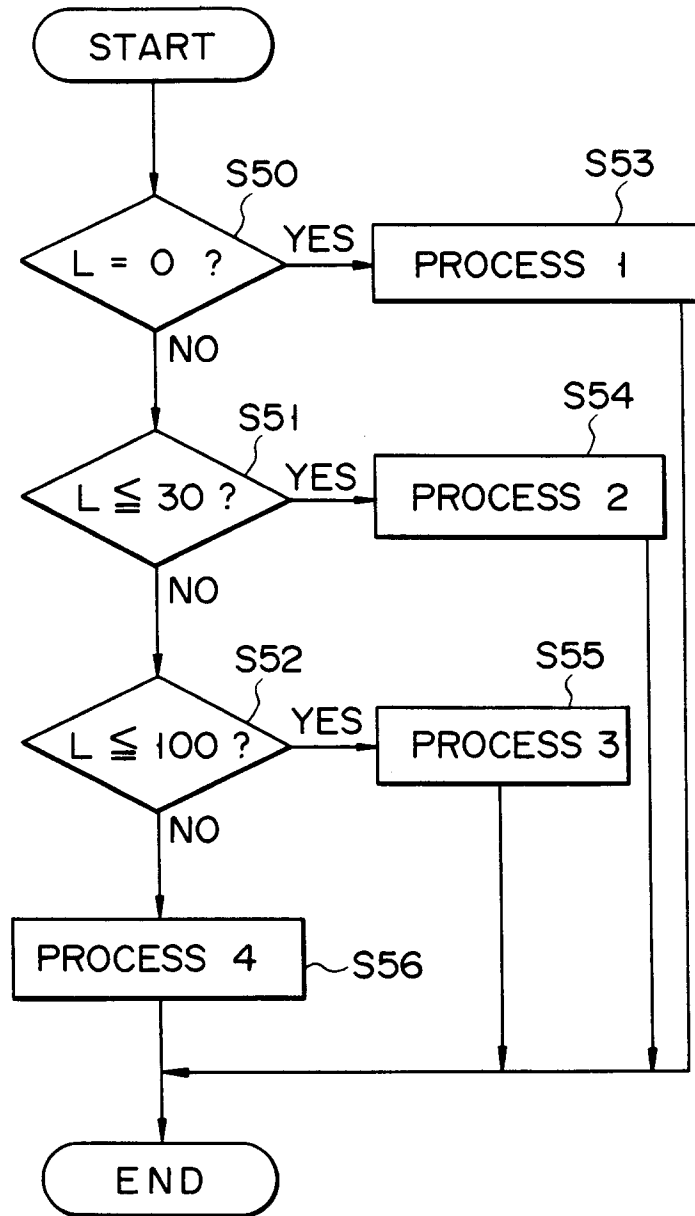 START
S50
S53
L = 0 ?
YES
PROCESS 1
NO
S51
S54
L ≦ 30 ?
YES
PROCESS 2
NO
S52
S55
L ≦ 100 ?
YES
PROCESS 3
NO
PROCESS 4
S56
END